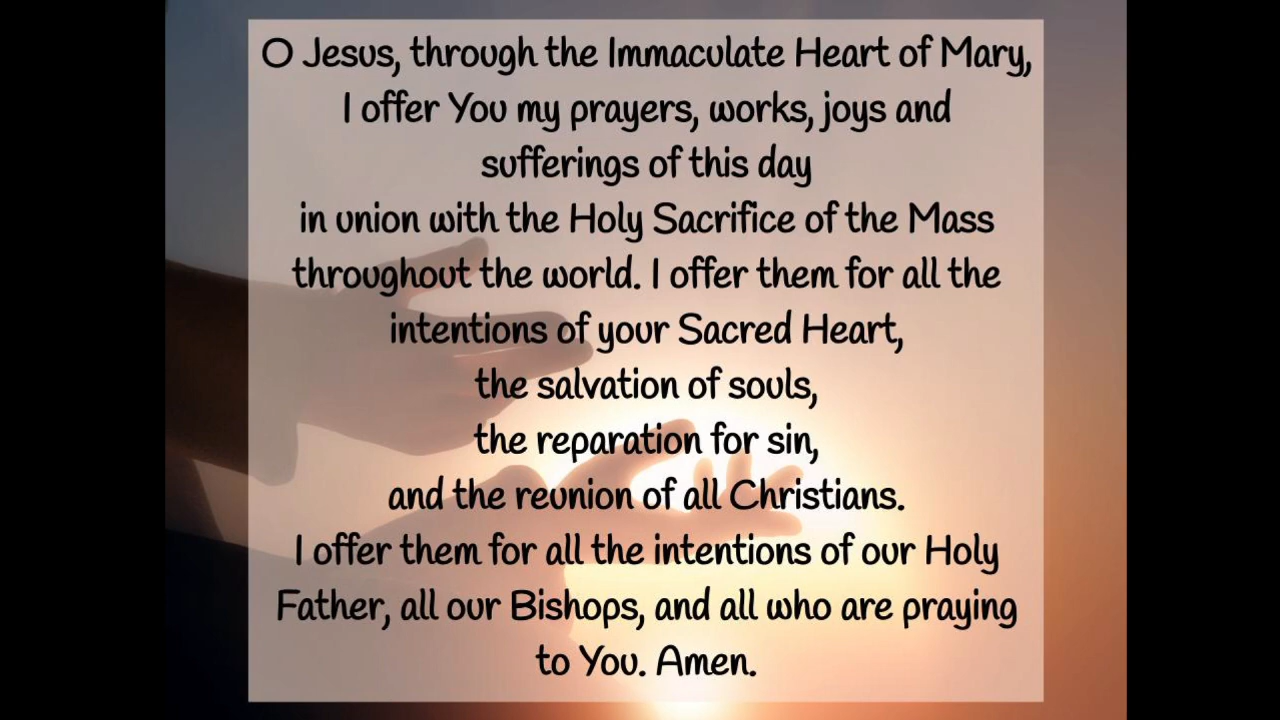 O Jesus, through the Immaculate Heart of Mary,
I offer You my prayers, works, joys and
sufferings of this day
in union with the Holy Sacrifice of the Mass
throughout the world. I offer them for all the
intentions of your Sacred Heart,
the salvation of souls,
the reparation for sin,
and the reunion of all Christians.
I offer them for all the intentions of our Holy
Father, all our Bishops, and all who are praying
to You. Amen.